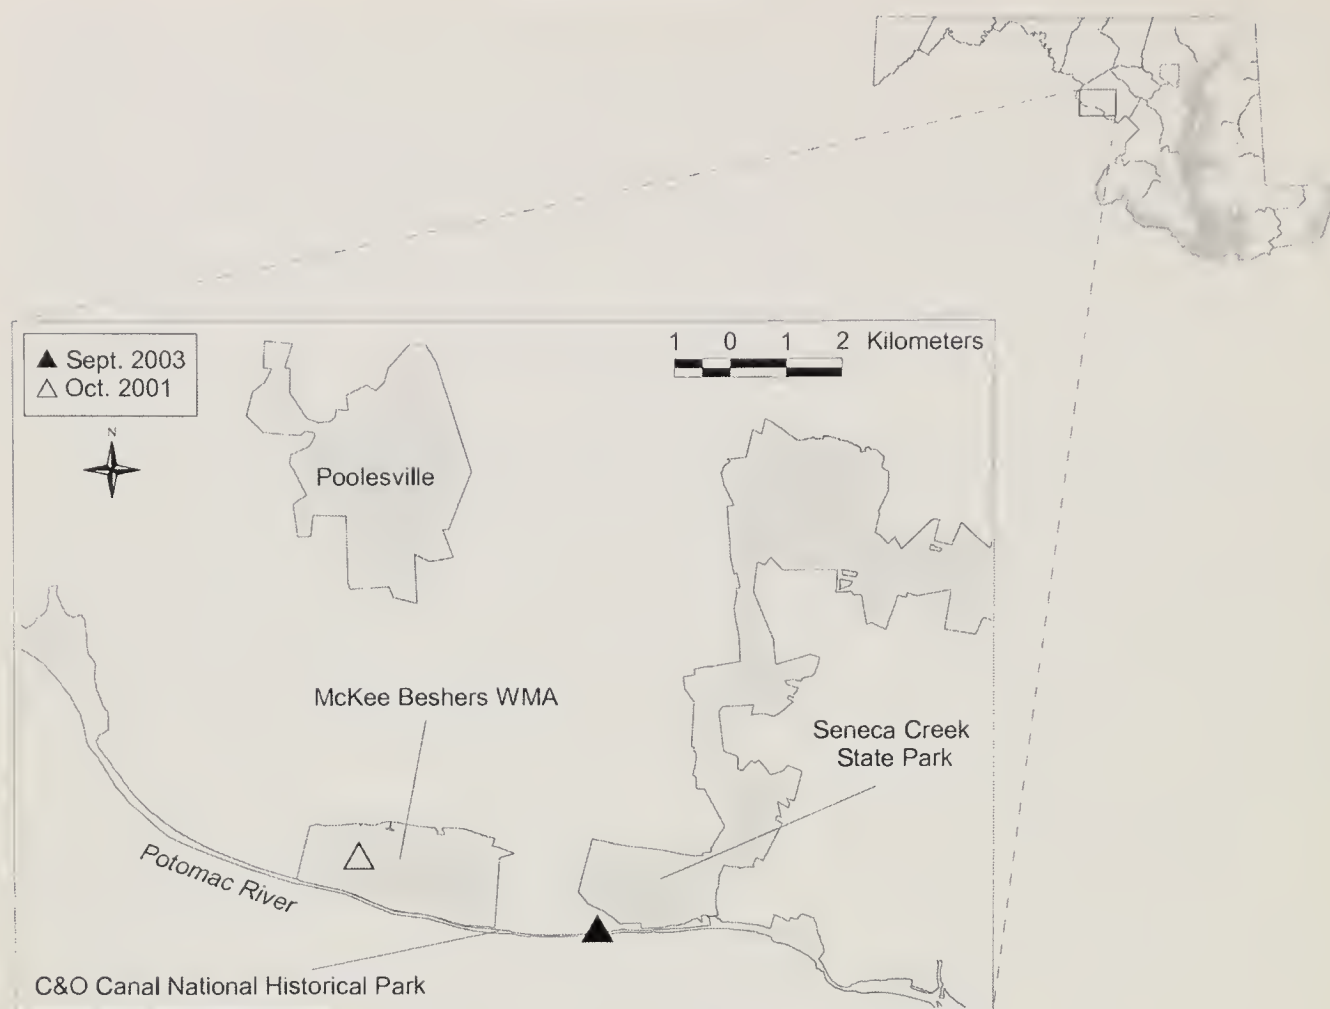 ▲ Sept. 2003
△ Oct. 2001
N
1 0 1 2 Kilometers
Poolesville
McKee Beshers WMA
Seneca Creek
State Park
Potomac River
C&O Canal National Historical Park